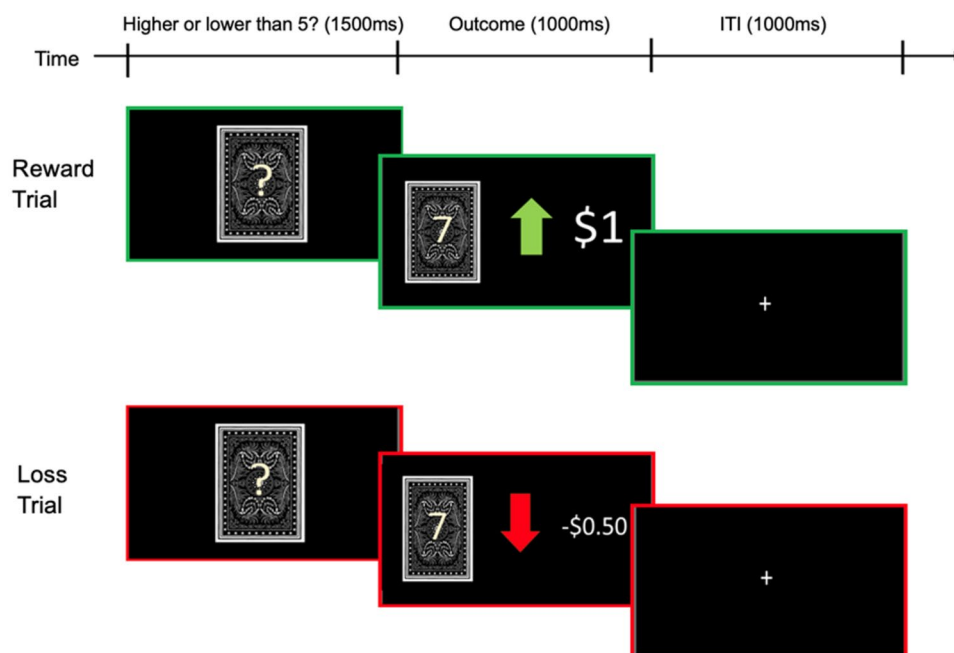 Higher or lower than 5? (1500ms) Outcome (1000ms) ITI (1000ms)
Time
Reward
Trial
?
7 $1
+
Loss
Trial
?
7 -$0.50
+